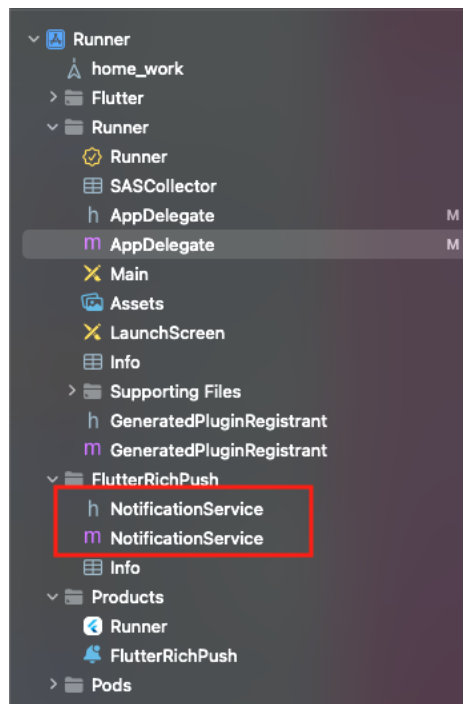 Runner
home_work
Flutter
Runner
Runner
SASCollector
h AppDelegate M
m AppDelegate M
Main
Assets
LaunchScreen
Info
Supporting Files
h GeneratedPluginRegistrant
m GeneratedPluginRegistrant
FlutterRichPush
h NotificationService
m NotificationService
Info
Products
Runner
FlutterRichPush
Pods